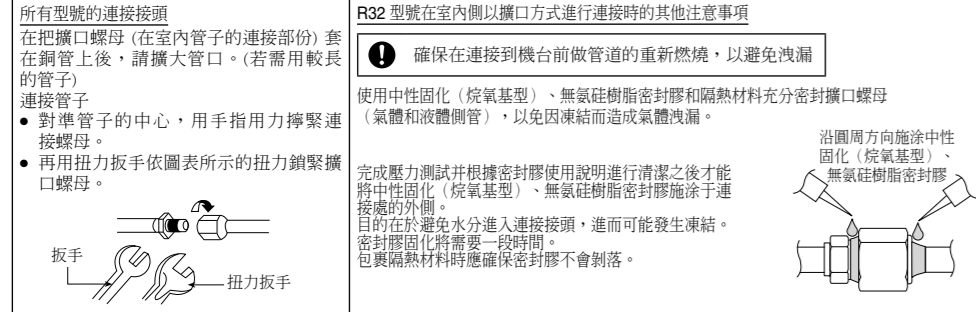 所有型號的連接接頭
在把擴口螺母 (在室內管子的連接部份) 套
在銅管上後，請擴大管口。(若需用較長
的管子)
連接管子
● 對準管子的中心，用手指用力擰緊連
接螺母。
● 再用扭力扳手依圖表所示的扭力鎖緊擴
口螺母。
扳手
扭力扳手
R32 型號在室內側以擴口方式進行連接時的其他注意事項
確保在連接到機台前做管道的重新燃燒，以避免洩漏
使用中性固化（烷氧基型）、無氨硅樹脂密封膠和隔熱材料充分密封擴口螺母
（氣體和液體側管），以免因凍結而造成氣體洩漏。
完成壓力測試并根據密封膠使用說明進行清潔之後才能
將中性固化（烷氧基型）、無氨硅樹脂密封膠施涂于連
接處的外側。
目的在於避免水分進入連接接頭，進而可能發生凍結。
密封膠固化將需要一段時間。
包裹隔熱材料時應確保密封膠不會剝落。
沿圓周方向施涂中性
固化（烷氧基型）、
無氨硅樹脂密封膠